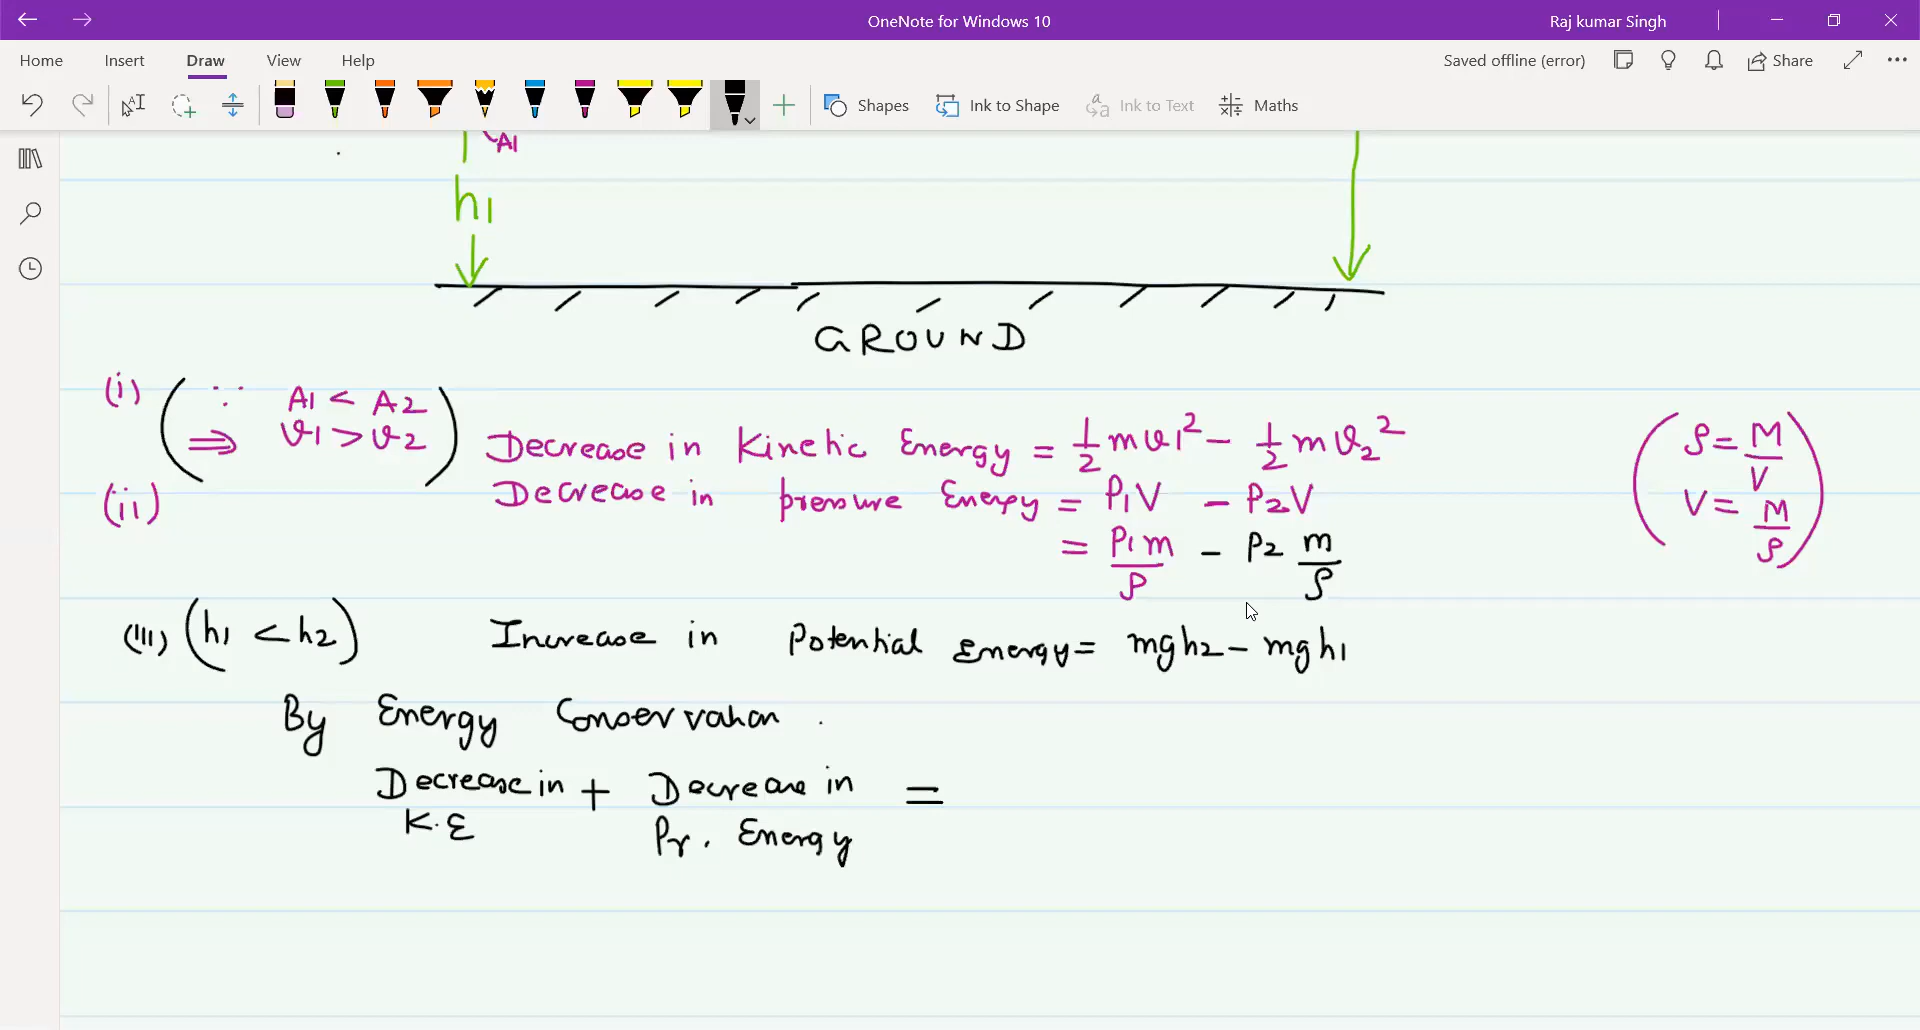 OneNote for Windows 10
Raj kumar Singh
Home Insert Draw View Help
Saved offline (error) Share
Shapes Ink to Shape Ink to Text Maths
A1
h1
GROUND
(i) (∵ A1 < A2
⇒ v1 > v2) Decrease in Kinetic Energy = 1/2 mv1² - 1/2 mv2²
(ii) Decrease in pressure Energy = P1V - P2V
= P1m/ρ - P2 m/ρ
(ρ = M/V
V = M/ρ)
(III) (h1 < h2) Increase in Potential Energy = mgh2 - mgh1
By Energy Conservation.
Decrease in K.E + Decrease in Pr. Energy =